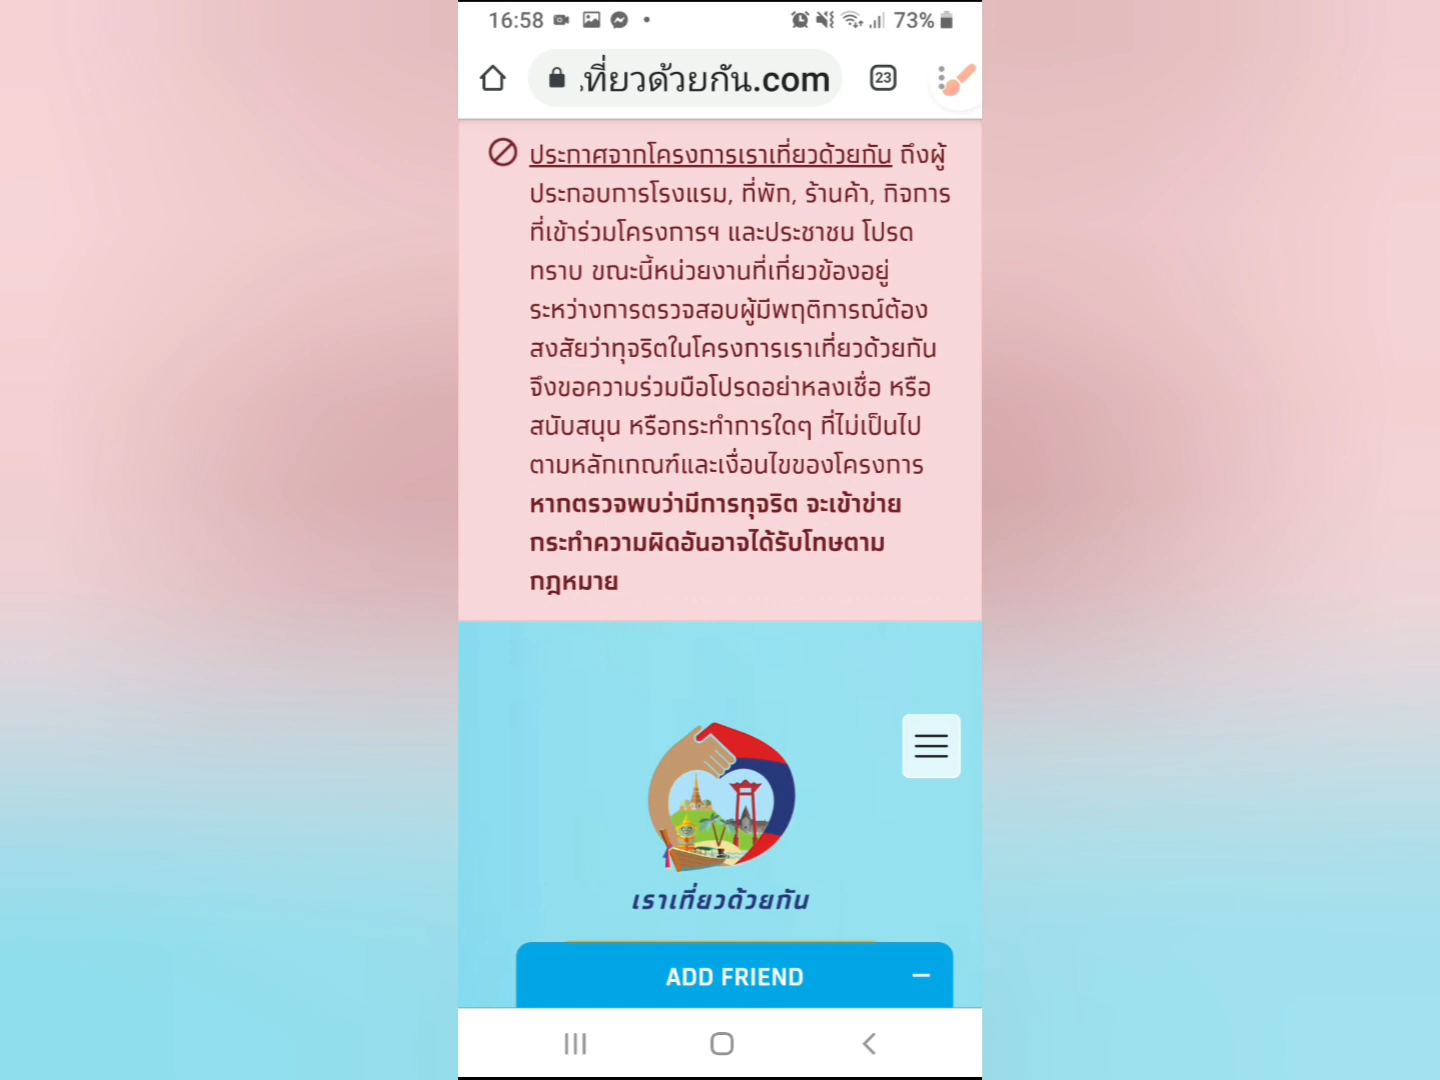 16:58
73%
เที่ยวด้วยกัน.com
23
ประกาศจากโครงการเราเที่ยวด้วยกัน ถึงผู้
ประกอบการโรงแรม, ที่พัก, ร้านค้า, กิจการ
ที่เข้าร่วมโครงการฯ และประชาชน โปรด
ทราบ ขณะนี้หน่วยงานที่เกี่ยวข้องอยู่
ระหว่างการตรวจสอบผู้มีพฤติการณ์ต้อง
สงสัยว่าทุจริตในโครงการเราเที่ยวด้วยกัน
จึงขอความร่วมมือโปรดอย่าหลงเชื่อ หรือ
สนับสนุน หรือกระทำการใดๆ ที่ไม่เป็นไป
ตามหลักเกณฑ์และเงื่อนไขของโครงการ
หากตรวจพบว่ามีการทุจริต จะเข้าข่าย
กระทำความผิดอันอาจได้รับโทษตาม
กฎหมาย
เราเที่ยวด้วยกัน
ADD FRIEND